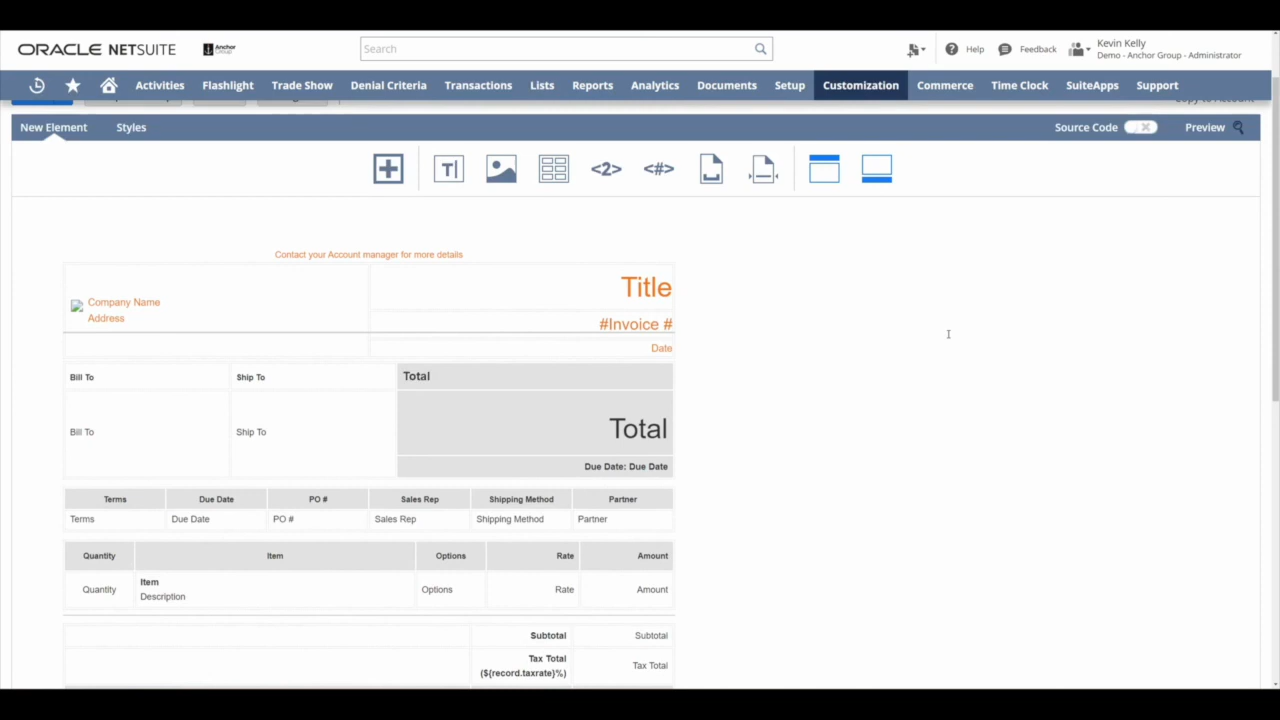 ORACLE NETSUITE
Anchor Group
Search
Help
Feedback
Kevin Kelly
Demo - Anchor Group - Administrator
Activities
Flashlight
Trade Show
Denial Criteria
Transactions
Lists
Reports
Analytics
Documents
Setup
Customization
Commerce
Time Clock
SuiteApps
Support
New Element
Styles
Source Code
Preview
T
<2>
<#>
Contact your Account manager for more details
Company Name
Address
Title
#Invoice #
Date
Bill To
Ship To
Total
Bill To
Ship To
Total
Due Date: Due Date
Terms
Due Date
PO #
Sales Rep
Shipping Method
Partner
Terms
Due Date
PO #
Sales Rep
Shipping Method
Partner
Quantity
Item
Options
Rate
Amount
Quantity
Item
Description
Options
Rate
Amount
Subtotal
Subtotal
Tax Total
(${record.taxrate}%)
Tax Total